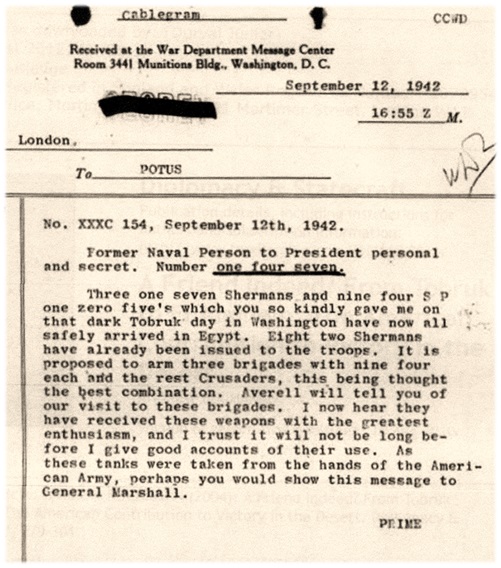 Cablegram
CCWD
Received at the War Department Message Center
Room 3441 Munitions Bldg., Washington, D. C.
September 12, 1942
16:55 Z M.
London.
To POTUS
No. XXXC 154, September 12th, 1942.
Former Naval Person to President personal
and secret. Number one four seven.
Three one seven Shermans and nine four S P
one zero five's which you so kindly gave me on
that dark Tobruk day in Washington have now all
safely arrived in Egypt. Eight two Shermans
have already been issued to the troops. It is
proposed to arm three brigades with nine four
each and the rest Crusaders, this being thought
the best combination. Averell will tell you of
our visit to these brigades. I now hear they
have received these weapons with the greatest
enthusiasm, and I trust it will not be long be-
fore I give good accounts of their use. As
these tanks were taken from the hands of the Ameri-
can Army, perhaps you would show this message to
General Marshall.
PRIME